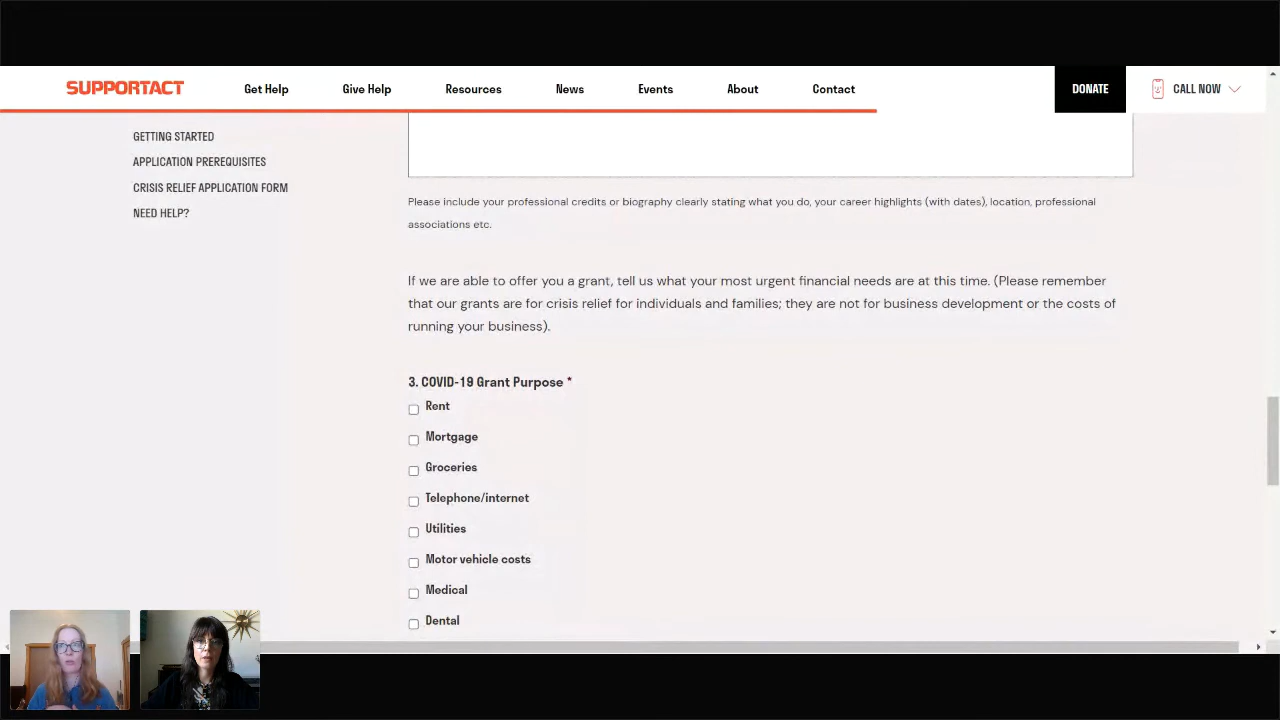 SUPPORTACT
Get Help
Give Help
Resources
News
Events
About
Contact
DONATE
CALL NOW
GETTING STARTED
APPLICATION PREREQUISITES
CRISIS RELIEF APPLICATION FORM
NEED HELP?
Please include your professional credits or biography clearly stating what you do, your career highlights (with dates), location, professional
associations etc.
If we are able to offer you a grant, tell us what your most urgent financial needs are at this time. (Please remember
that our grants are for crisis relief for individuals and families; they are not for business development or the costs of
running your business).
3. COVID-19 Grant Purpose *
Rent
Mortgage
Groceries
Telephone/internet
Utilities
Motor vehicle costs
Medical
Dental